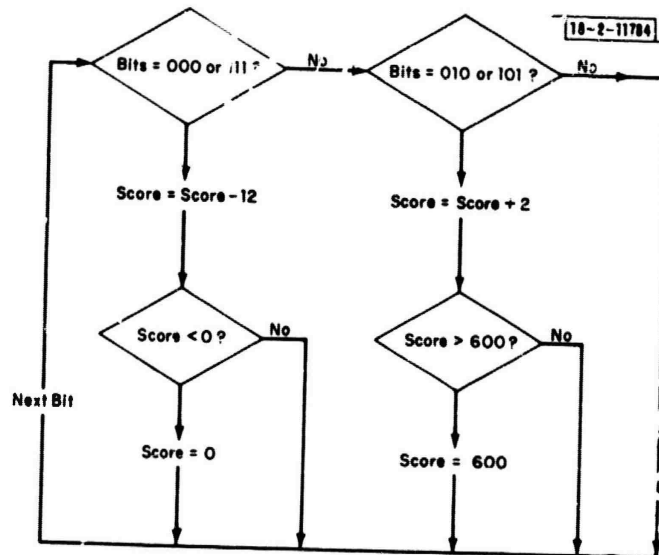 18-2-11784
Bits = 000 or 111 ?
No
Bits = 010 or 101 ?
No
Score = Score - 12
Score = Score + 2
Score < 0 ?
No
Score > 600 ?
No
Next Bit
Score = 0
Score = 600